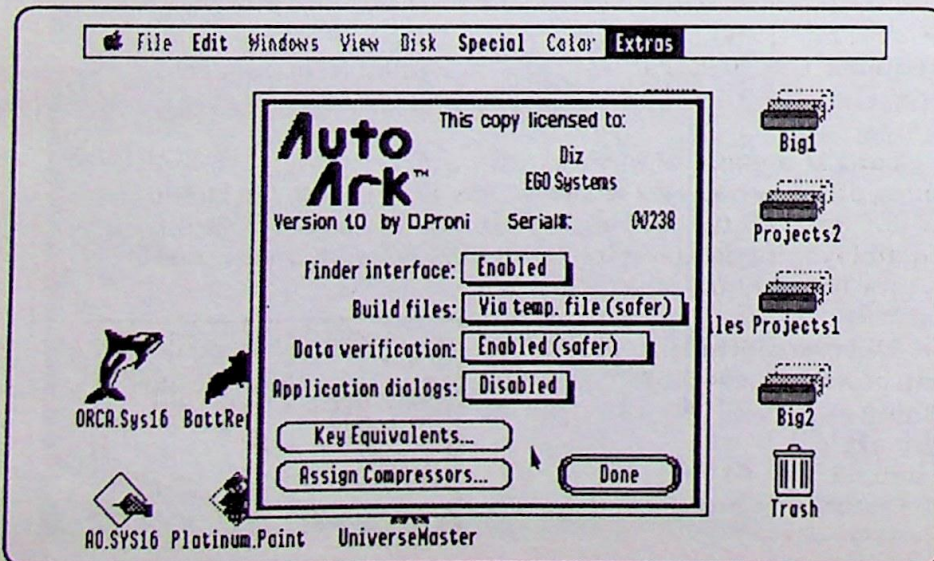 File Edit Windows View Disk Special Color Extras
Auto Ark™
This copy licensed to:
Diz
EGO Systems
Version 1.0 by D.Proni Serial#: 00238
Finder interface: Enabled
Build files: Via temp. file (safer)
Data verification: Enabled (safer)
Application dialogs: Disabled
Key Equivalents...
Assign Compressors...
Done
Big1
Projects2
iles Projects1
Big2
Trash
ORCA.Sys16 BattRe
AO.SYS16 Platinum.Paint UniverseMaster